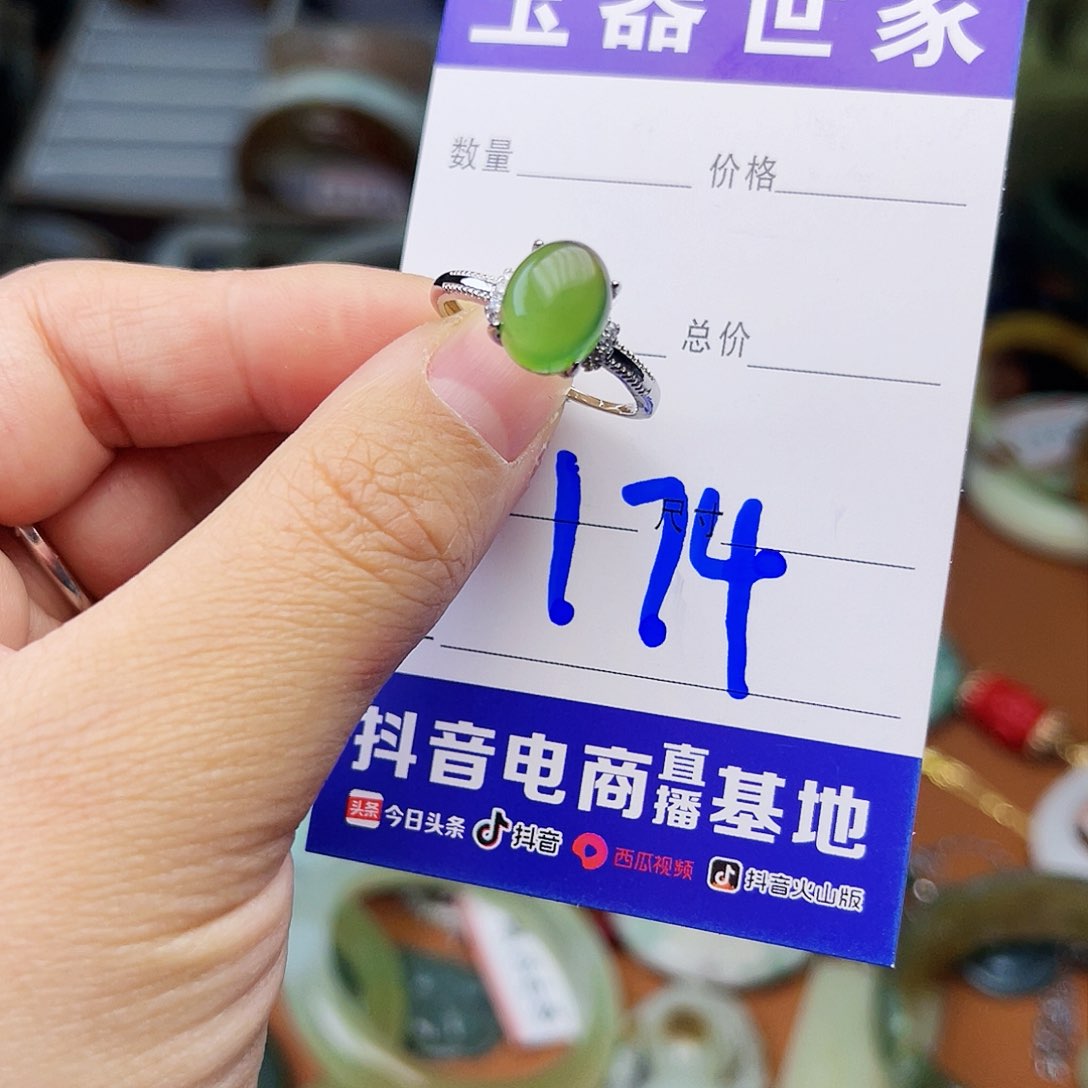 玉器世家
数量 价格
总价
尺寸
174
抖音电商直播基地
头条 今日头条 抖音 西瓜视频 抖音火山版